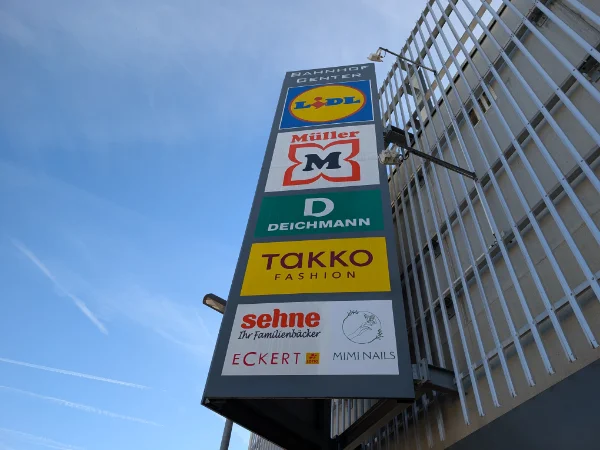 BAHNHOF
CENTER
LIDL
Müller
M
D
DEICHMANN
TAKKO
FASHION
sehne
Ihr Familienbäcker
ECKERT
MIMI NAILS